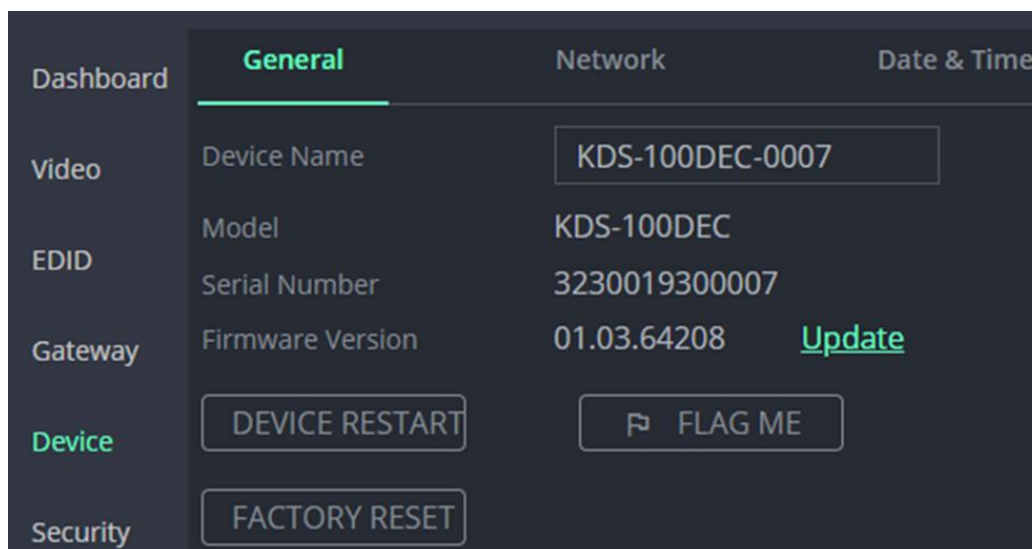 General Network Date & Time
Dashboard
Device Name KDS-100DEC-0007
Video
Model KDS-100DEC
EDID
Serial Number 3230019300007
Firmware Version 01.03.64208 Update
Gateway
DEVICE RESTART FLAG ME
Device
FACTORY RESET
Security